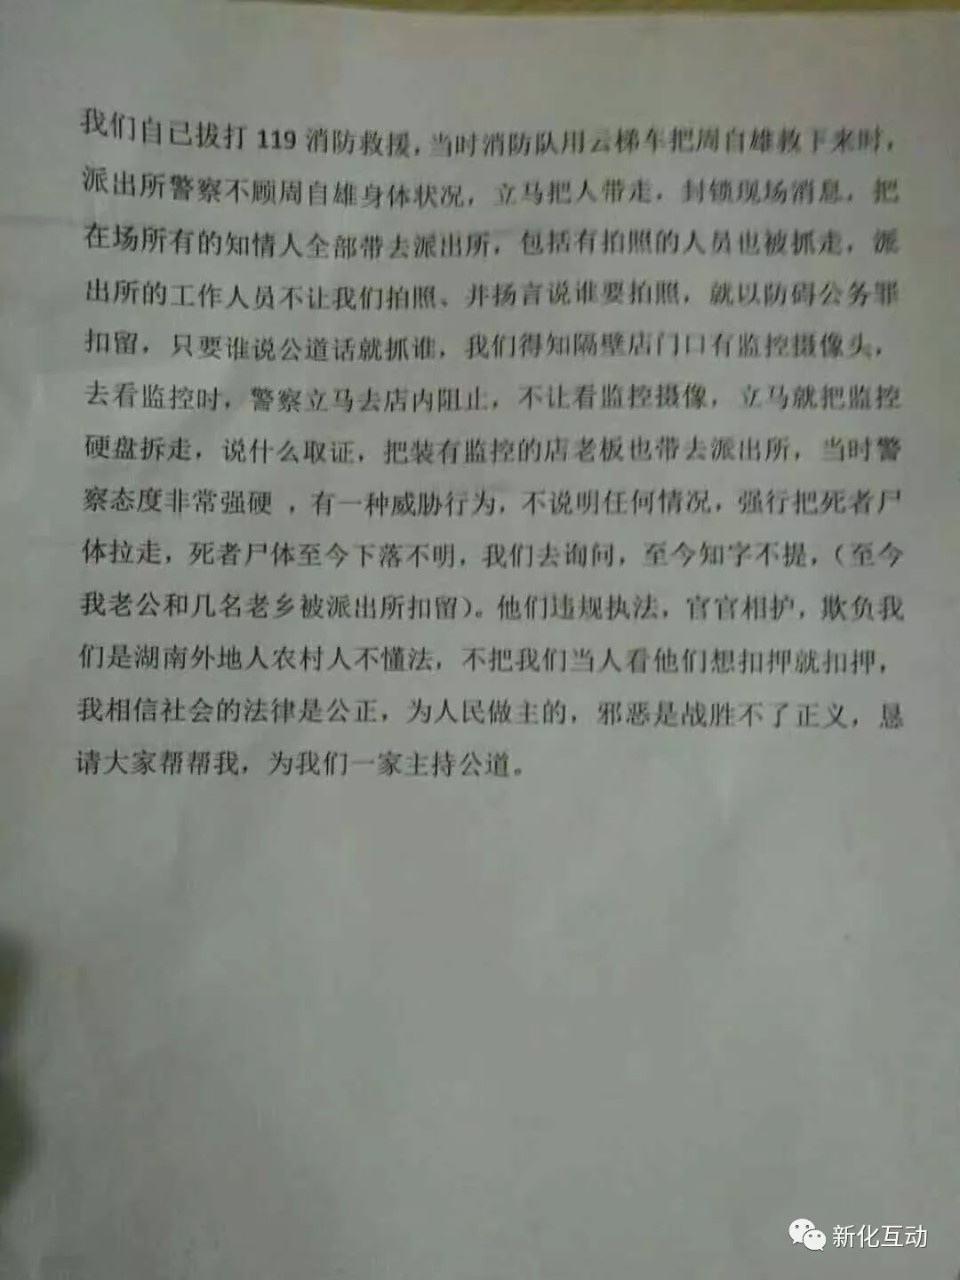 我们自已拔打 119 消防救援，当时消防队用云梯车把周自雄救下来时，
派出所警察不顾周自雄身体状况，立马把人带走，封锁现场消息，把
在场所有的知情人全部带去派出所，包括有拍照的人员也被抓走，派
出所的工作人员不让我们拍照、并扬言说谁要拍照，就以防碍公务罪
扣留，只要谁说公道话就抓谁，我们得知隔壁店门口有监控摄像头，
去看监控时，警察立马去店内阻止，不让看监控摄像，立马就把监控
硬盘拆走，说什么取证，把装有监控的店老板也带去派出所，当时警
察态度非常强硬 ，有一种威胁行为，不说明任何情况，强行把死者尸
体拉走，死者尸体至今下落不明，我们去询问，至今知字不提，（至今
我老公和几名老乡被派出所扣留）。他们违规执法，官官相护，欺负我
们是湖南外地人农村人不懂法，不把我们当人看他们想扣押就扣押，
我相信社会的法律是公正，为人民做主的，邪恶是战胜不了正义，恳
请大家帮帮我，为我们一家主持公道。
新化互动